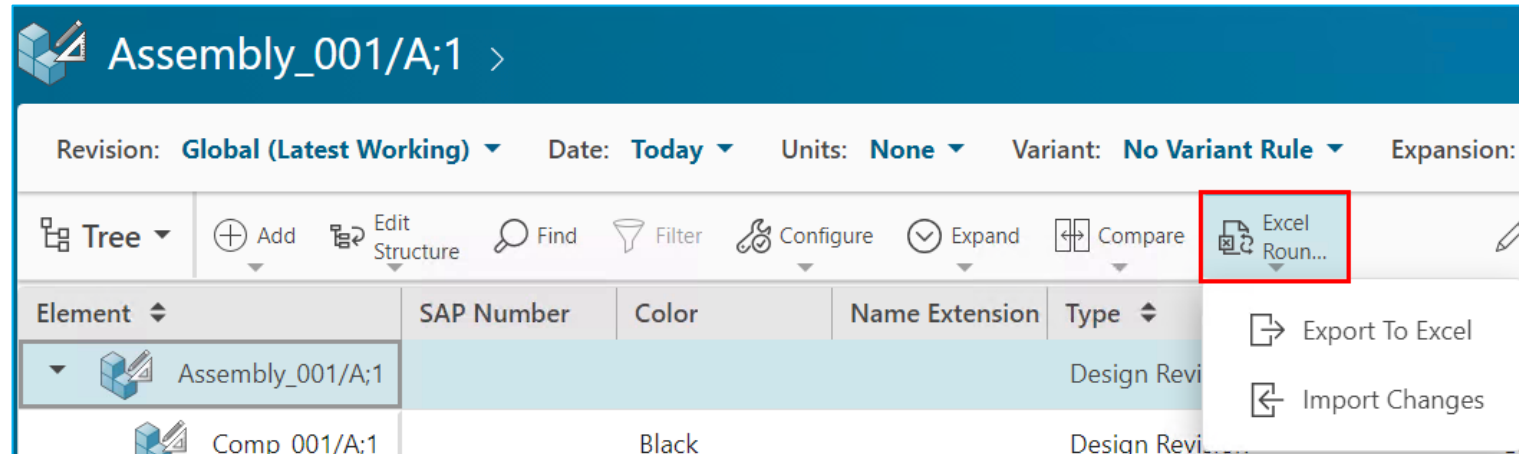 Assembly_001/A;1 >
Revision: Global (Latest Working) Date: Today Units: None Variant: No Variant Rule Expansion:
Tree Add Edit Structure Find Filter Configure Expand Compare Excel Roun...
Element SAP Number Color Name Extension Type
Export To Excel
Assembly_001/A;1 Design Revi
Import Changes
Comp_001/A;1 Black Design Revision